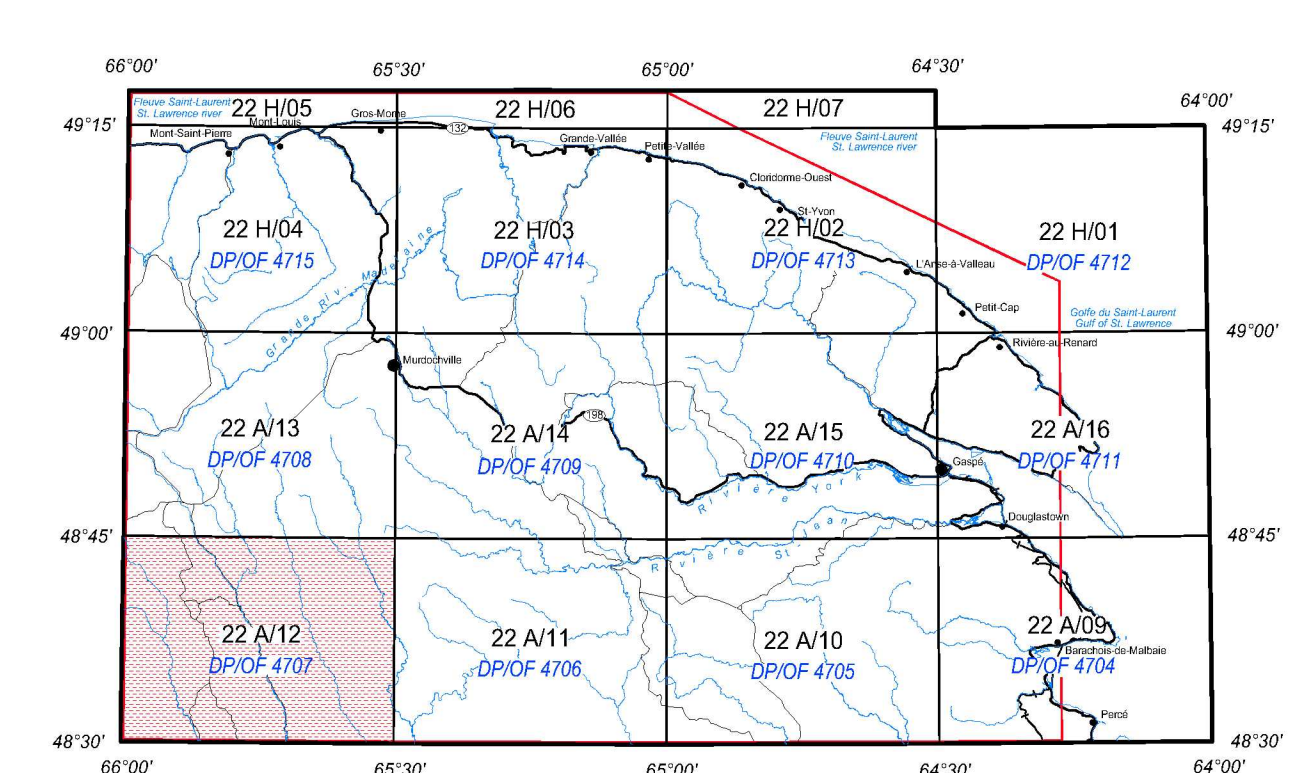 66°00' 65°30' 65°00' 64°30'
64°00'
Fleuve Saint-Laurent
St. Lawrence river
22 H/05 22 H/06 22 H/07
49°15' 49°15'
Mont-Saint-Pierre
Mont-Louis
Gros-Morne
132
Grande-Vallée
Petite-Vallée
Fleuve Saint-Laurent
St. Lawrence river
Cloridorme-Ouest
St-Yvon
22 H/04 22 H/03 22 H/02 22 H/01
DP/OF 4715 DP/OF 4714 DP/OF 4713 DP/OF 4712
Grande Riv. Madelaine
L'Anse-à-Valleau
Petit-Cap
Golfe du Saint-Laurent
Gulf of St. Lawrence
49°00' 49°00'
Rivière-au-Renard
Murdochville
198
22 A/13 22 A/14 22 A/15 22 A/16
DP/OF 4708 DP/OF 4709 DP/OF 4710 DP/OF 4711
Gaspé
Rivière York
Douglastown
Rivière St Jean
48°45' 48°45'
22 A/12 22 A/11 22 A/10 22 A/09
DP/OF 4707 DP/OF 4706 DP/OF 4705 DP/OF 4704
Barachois-de-Malbaie
Percé
48°30' 48°30'
66°00' 65°30' 65°00' 64°30' 64°00'